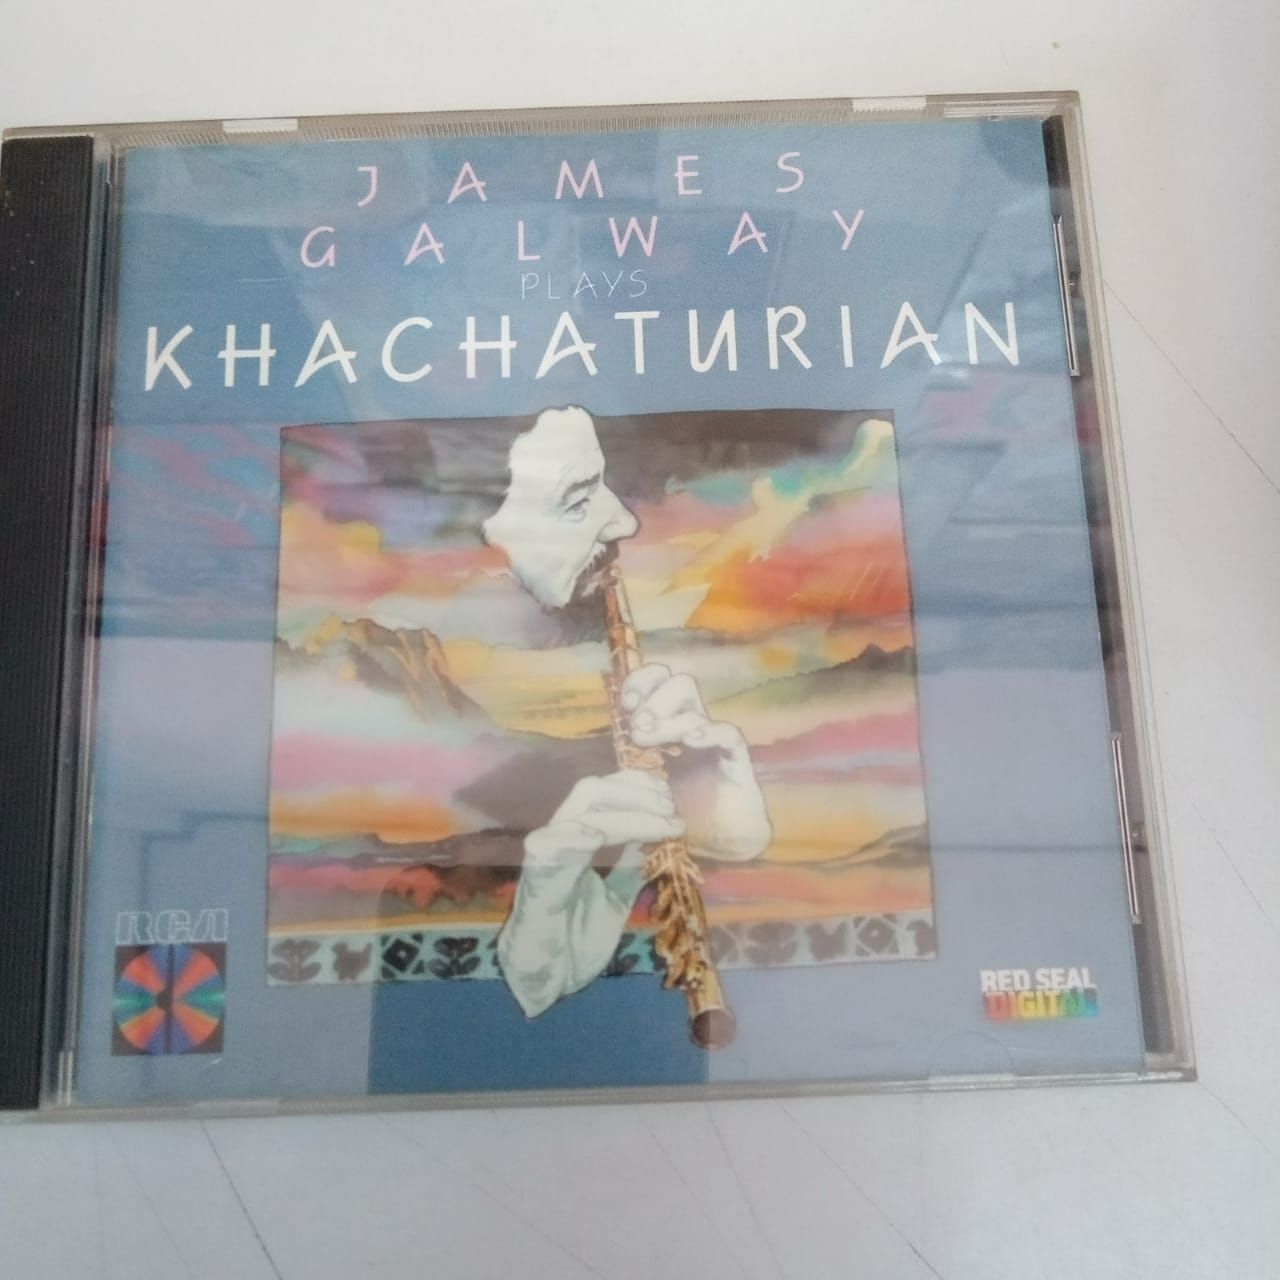 JAMES
GALWAY
PLAYS
KHACHATURIAN
RCA
RED SEAL
DIGITAL